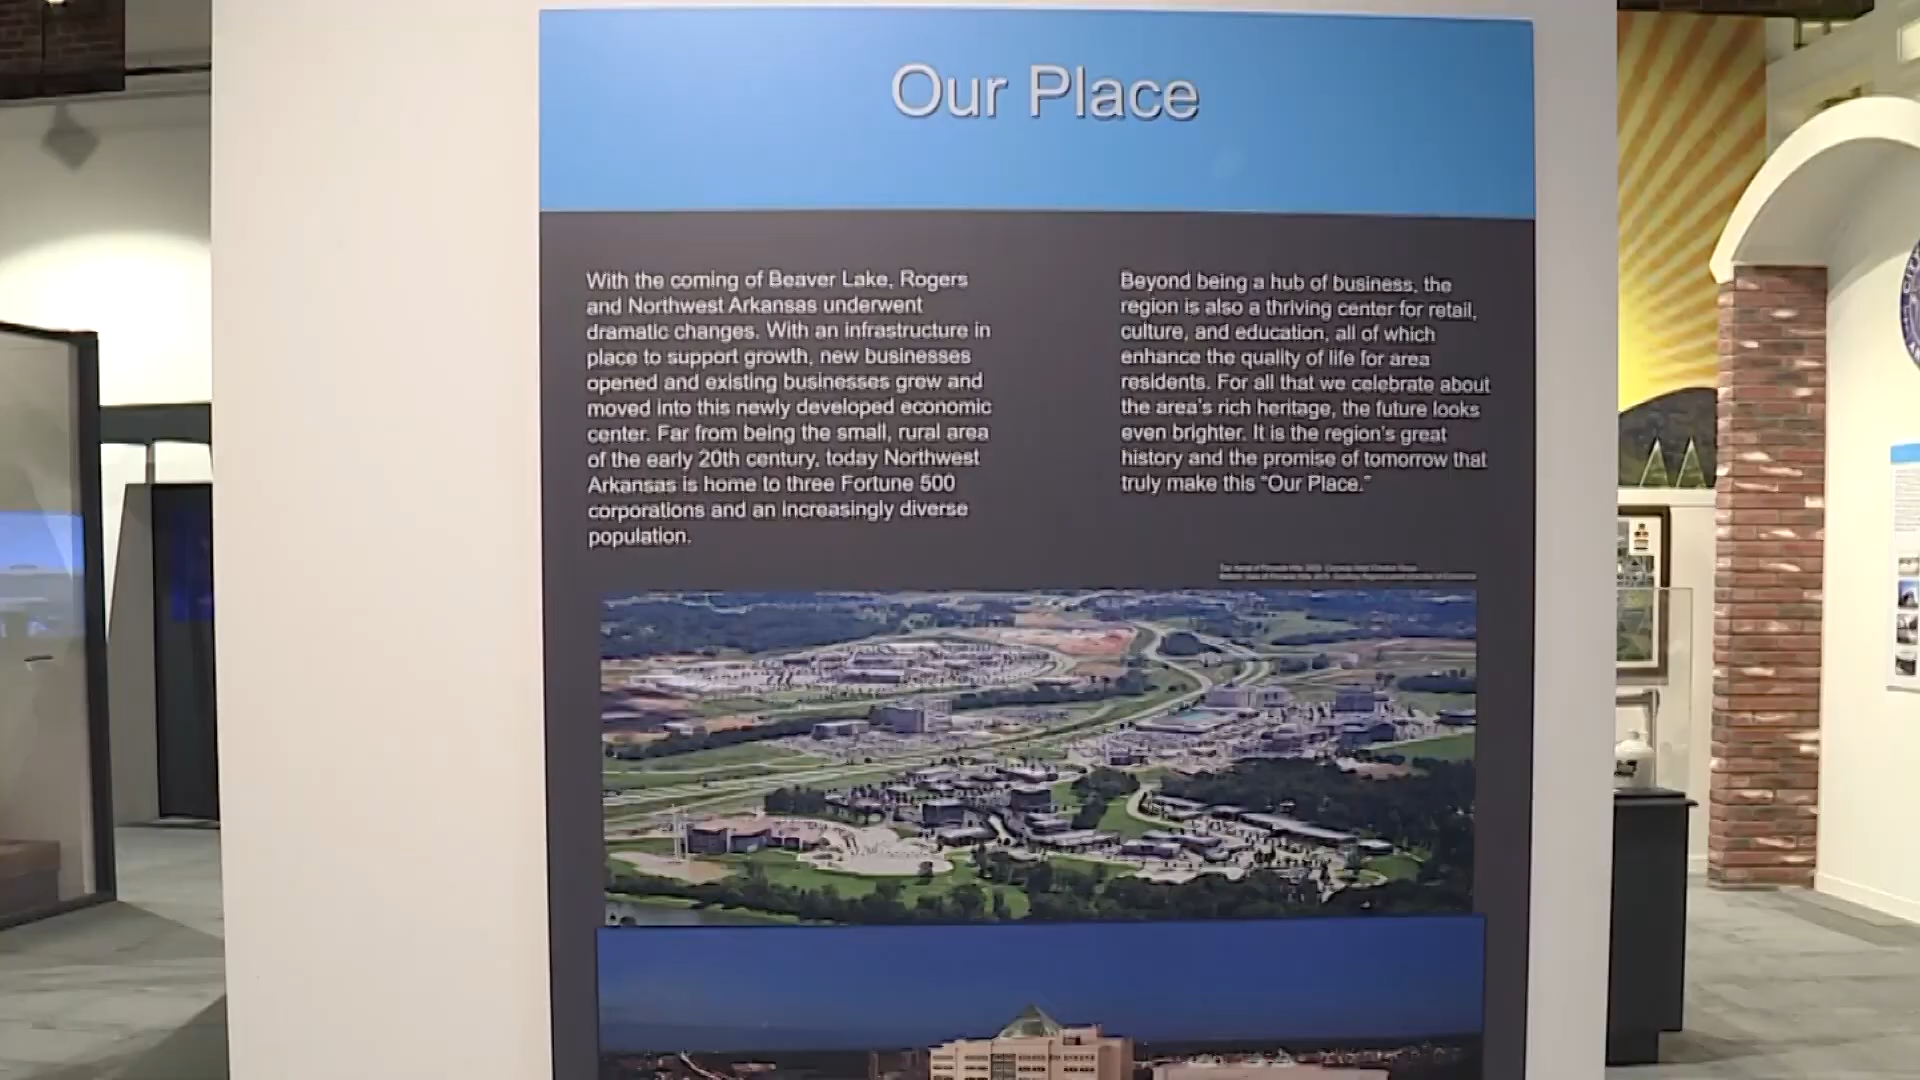 Our Place
With the coming of Beaver Lake, Rogers
and Northwest Arkansas underwent
dramatic changes. With an infrastructure in
place to support growth, new businesses
opened and existing businesses grew and
moved into this newly developed economic
center. Far from being the small, rural area
of the early 20th century, today Northwest
Arkansas is home to three Fortune 500
corporations and an increasingly diverse
population.
Beyond being a hub of business, the
region is also a thriving center for retail,
culture, and education, all of which
enhance the quality of life for area
residents. For all that we celebrate about
the area's rich heritage, the future looks
even brighter. It is the region's great
history and the promise of tomorrow that
truly make this "Our Place."